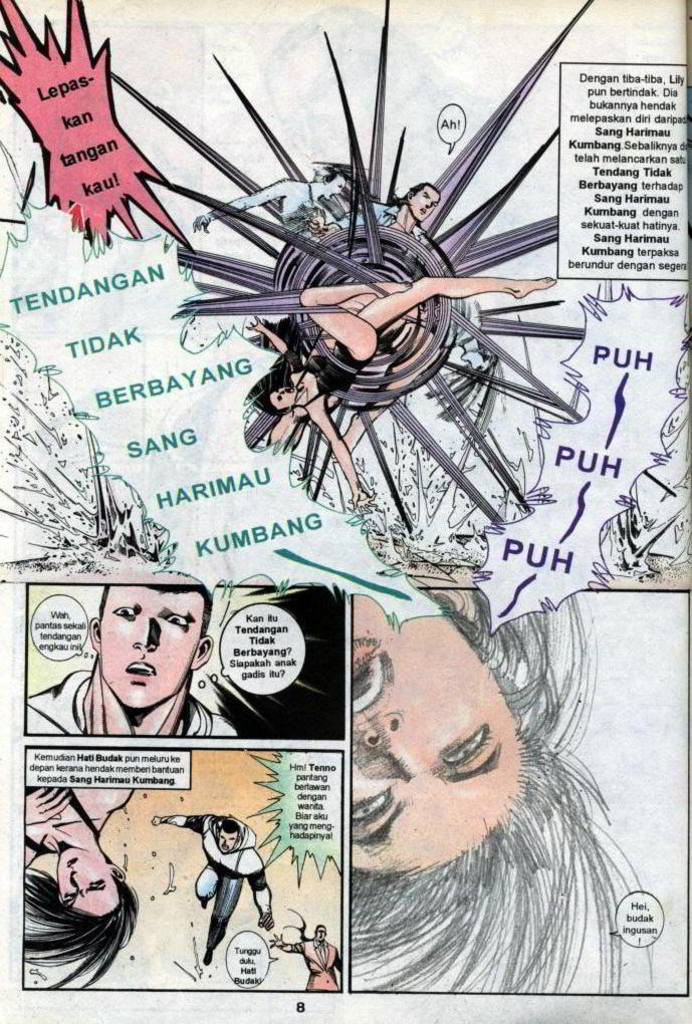 Lepas-
kan
tangan
kau!
Ah!
Dengan tiba-tiba, Lily
pun bertindak. Dia
bukannya hendak
melepaskan diri
Sang Harimau
Kumbang.Sebaliknya
telah melancarkan
Tendang Tidak
Berbayang terhadap
Sang Harimau
Kumbang dengan
sekuat-kuat hatinya.
Sang Harimau
Kumbang terpaksa
berundur dengan
TENDANGAN
TIDAK
BERBAYANG
SANG
HARIMAU
KUMBANG
PUH
PUH
PUH
Wah,
pantas sekali
tendangan
engkau ini!
Kan itu
Tendangan
Tidak
Berbayang?
Siapakah anak
gadis itu?
Kemudian Hati Budak pun meluru ke
depan kerana hendak memberi bantuan
kepada Sang Harimau Kumbang.
Hm! Tenno
pantang
berlawan
dengan
wanita.
Biar aku
yang meng-
hadapinya!
Tunggu
dulu,
Hati
Budak!
Hei,
budak
ingusan
!
8